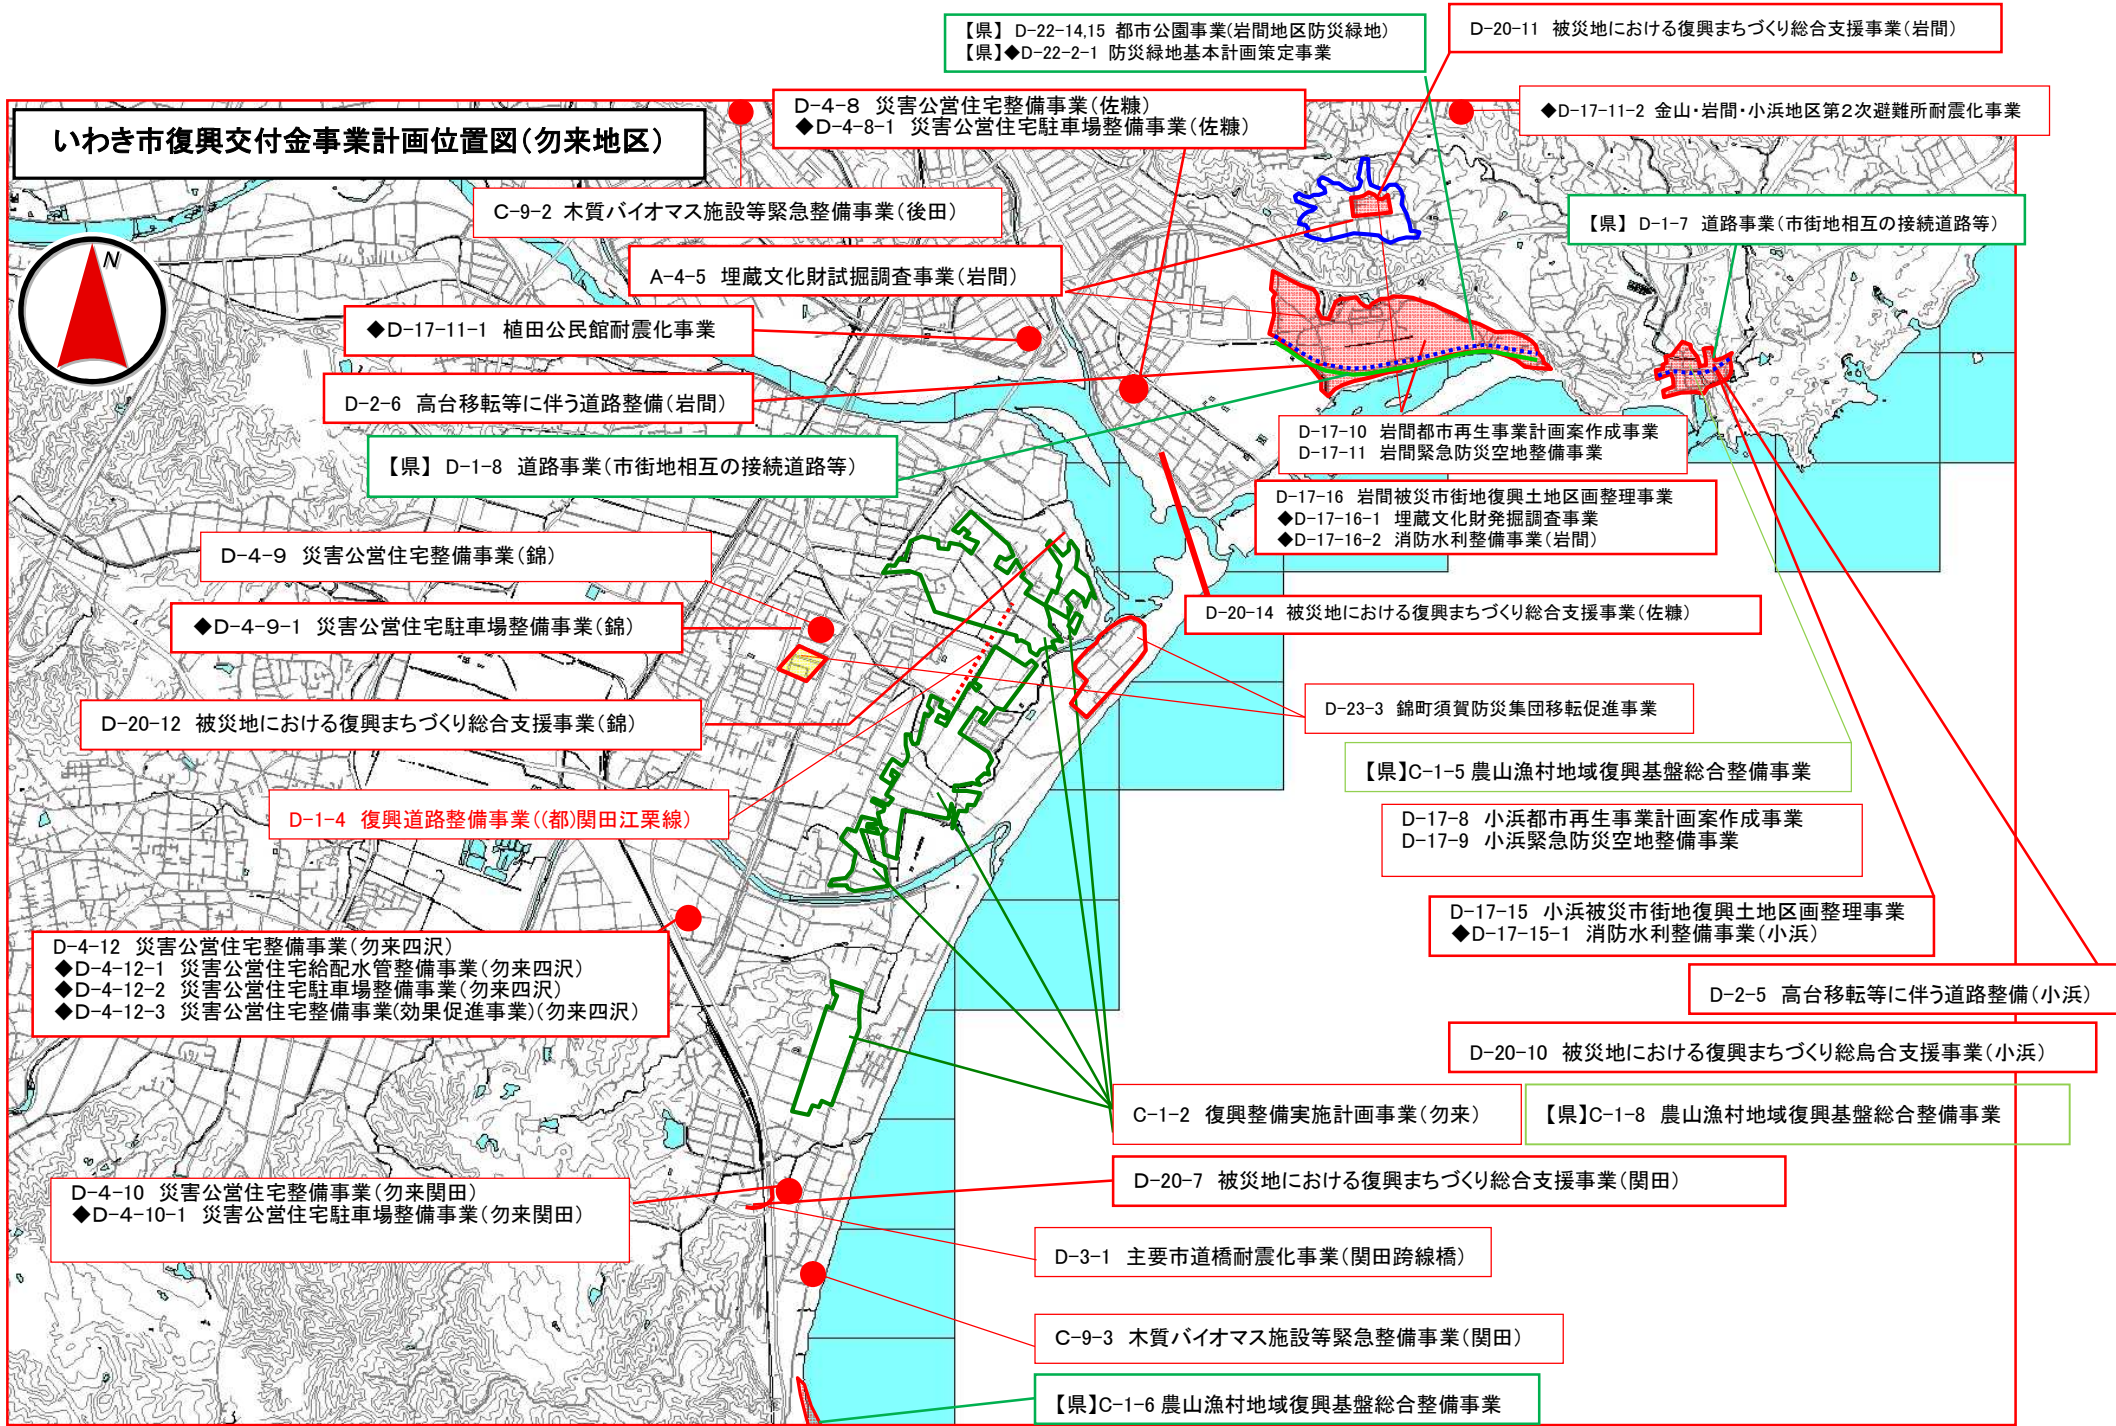 【県】 D-22-14,15 都市公園事業(岩間地区防災緑地)
【県】◆D-22-2-1 防災緑地基本計画策定事業
D-20-11 被災地における復興まちづくり総合支援事業(岩間)
いわき市復興交付金事業計画位置図(勿来地区)
D-4-8 災害公営住宅整備事業(佐糠)
◆D-4-8-1 災害公営住宅駐車場整備事業(佐糠)
◆D-17-11-2 金山・岩間・小浜地区第2次避難所耐震化事業
C-9-2 木質バイオマス施設等緊急整備事業(後田)
【県】 D-1-7 道路事業(市街地相互の接続道路等)
N
A-4-5 埋蔵文化財試掘調査事業(岩間)
◆D-17-11-1 植田公民館耐震化事業
D-2-6 高台移転等に伴う道路整備(岩間)
【県】 D-1-8 道路事業(市街地相互の接続道路等)
D-17-10 岩間都市再生事業計画案作成事業
D-17-11 岩間緊急防災空地整備事業
D-17-16 岩間被災市街地復興土地区画整理事業
◆D-17-16-1 埋蔵文化財発掘調査事業
◆D-17-16-2 消防水利整備事業(岩間)
D-4-9 災害公営住宅整備事業(錦)
◆D-4-9-1 災害公営住宅駐車場整備事業(錦)
D-20-14 被災地における復興まちづくり総合支援事業(佐糠)
D-20-12 被災地における復興まちづくり総合支援事業(錦)
D-23-3 錦町須賀防災集団移転促進事業
【県】C-1-5 農山漁村地域復興基盤総合整備事業
D-1-4 復興道路整備事業((都)関田江栗線)
D-17-8 小浜都市再生事業計画案作成事業
D-17-9 小浜緊急防災空地整備事業
D-17-15 小浜被災市街地復興土地区画整理事業
◆D-17-15-1 消防水利整備事業(小浜)
D-4-12 災害公営住宅整備事業(勿来四沢)
◆D-4-12-1 災害公営住宅給配水管整備事業(勿来四沢)
◆D-4-12-2 災害公営住宅駐車場整備事業(勿来四沢)
◆D-4-12-3 災害公営住宅整備事業(効果促進事業)(勿来四沢)
D-2-5 高台移転等に伴う道路整備(小浜)
D-20-10 被災地における復興まちづくり総烏合支援事業(小浜)
C-1-2 復興整備実施計画事業(勿来)
【県】C-1-8 農山漁村地域復興基盤総合整備事業
D-20-7 被災地における復興まちづくり総合支援事業(関田)
D-4-10 災害公営住宅整備事業(勿来関田)
◆D-4-10-1 災害公営住宅駐車場整備事業(勿来関田)
D-3-1 主要市道橋耐震化事業(関田跨線橋)
C-9-3 木質バイオマス施設等緊急整備事業(関田)
【県】C-1-6 農山漁村地域復興基盤総合整備事業